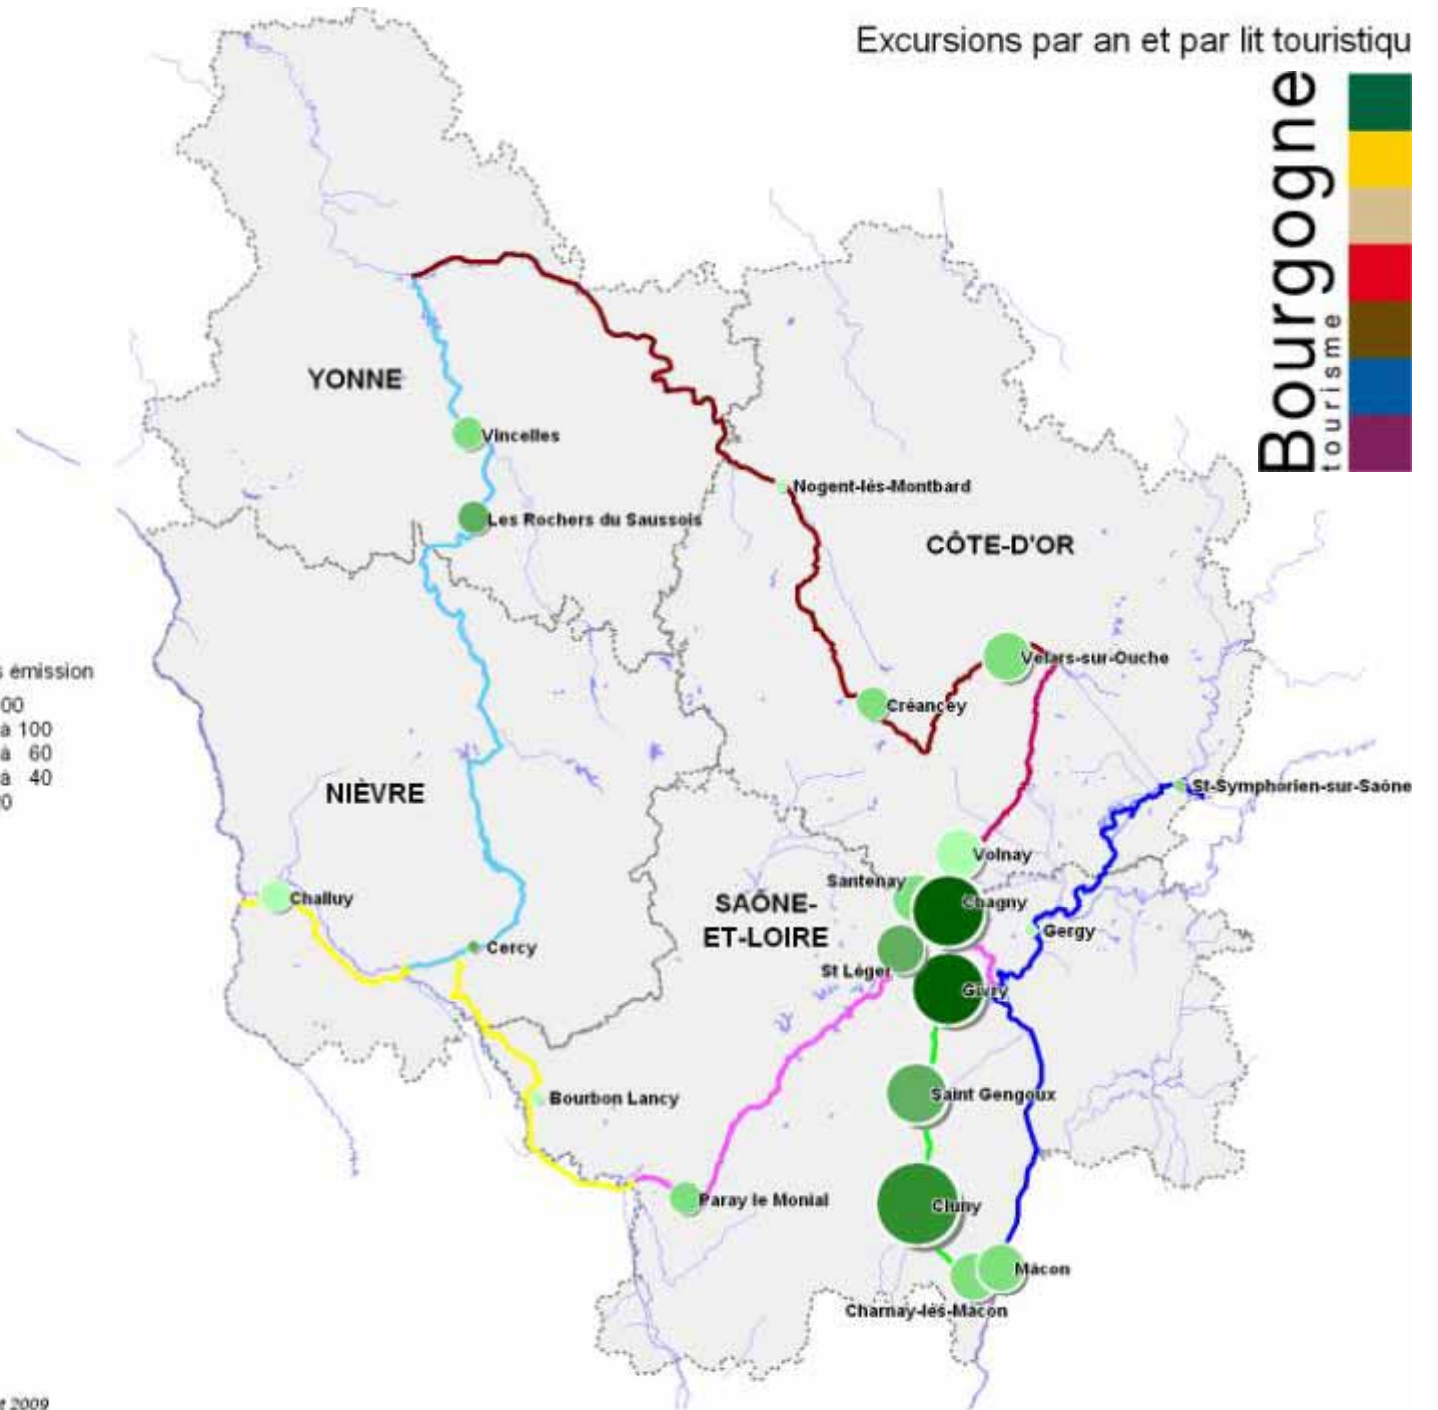 Excursions par an et par lit touristiqu
Bourgogne
tourisme
YONNE
Vincelles
Nogent-lès-Montbard
Les Rochers du Saussois
CÔTE-D'OR
Velars-sur-Ouche
s émission
00
à 100
à 60
à 40
0
Créancey
NIÈVRE
St-Symphorien-sur-Saône
Volnay
Santenay
Challuy
Chagny
SAÔNE-
ET-LOIRE
Gergy
Cercy
St Léger
Givry
Saint Gengoux
Bourbon Lancy
Paray le Monial
Cluny
Mâcon
Charnay-lès-Mâcon
t 2009